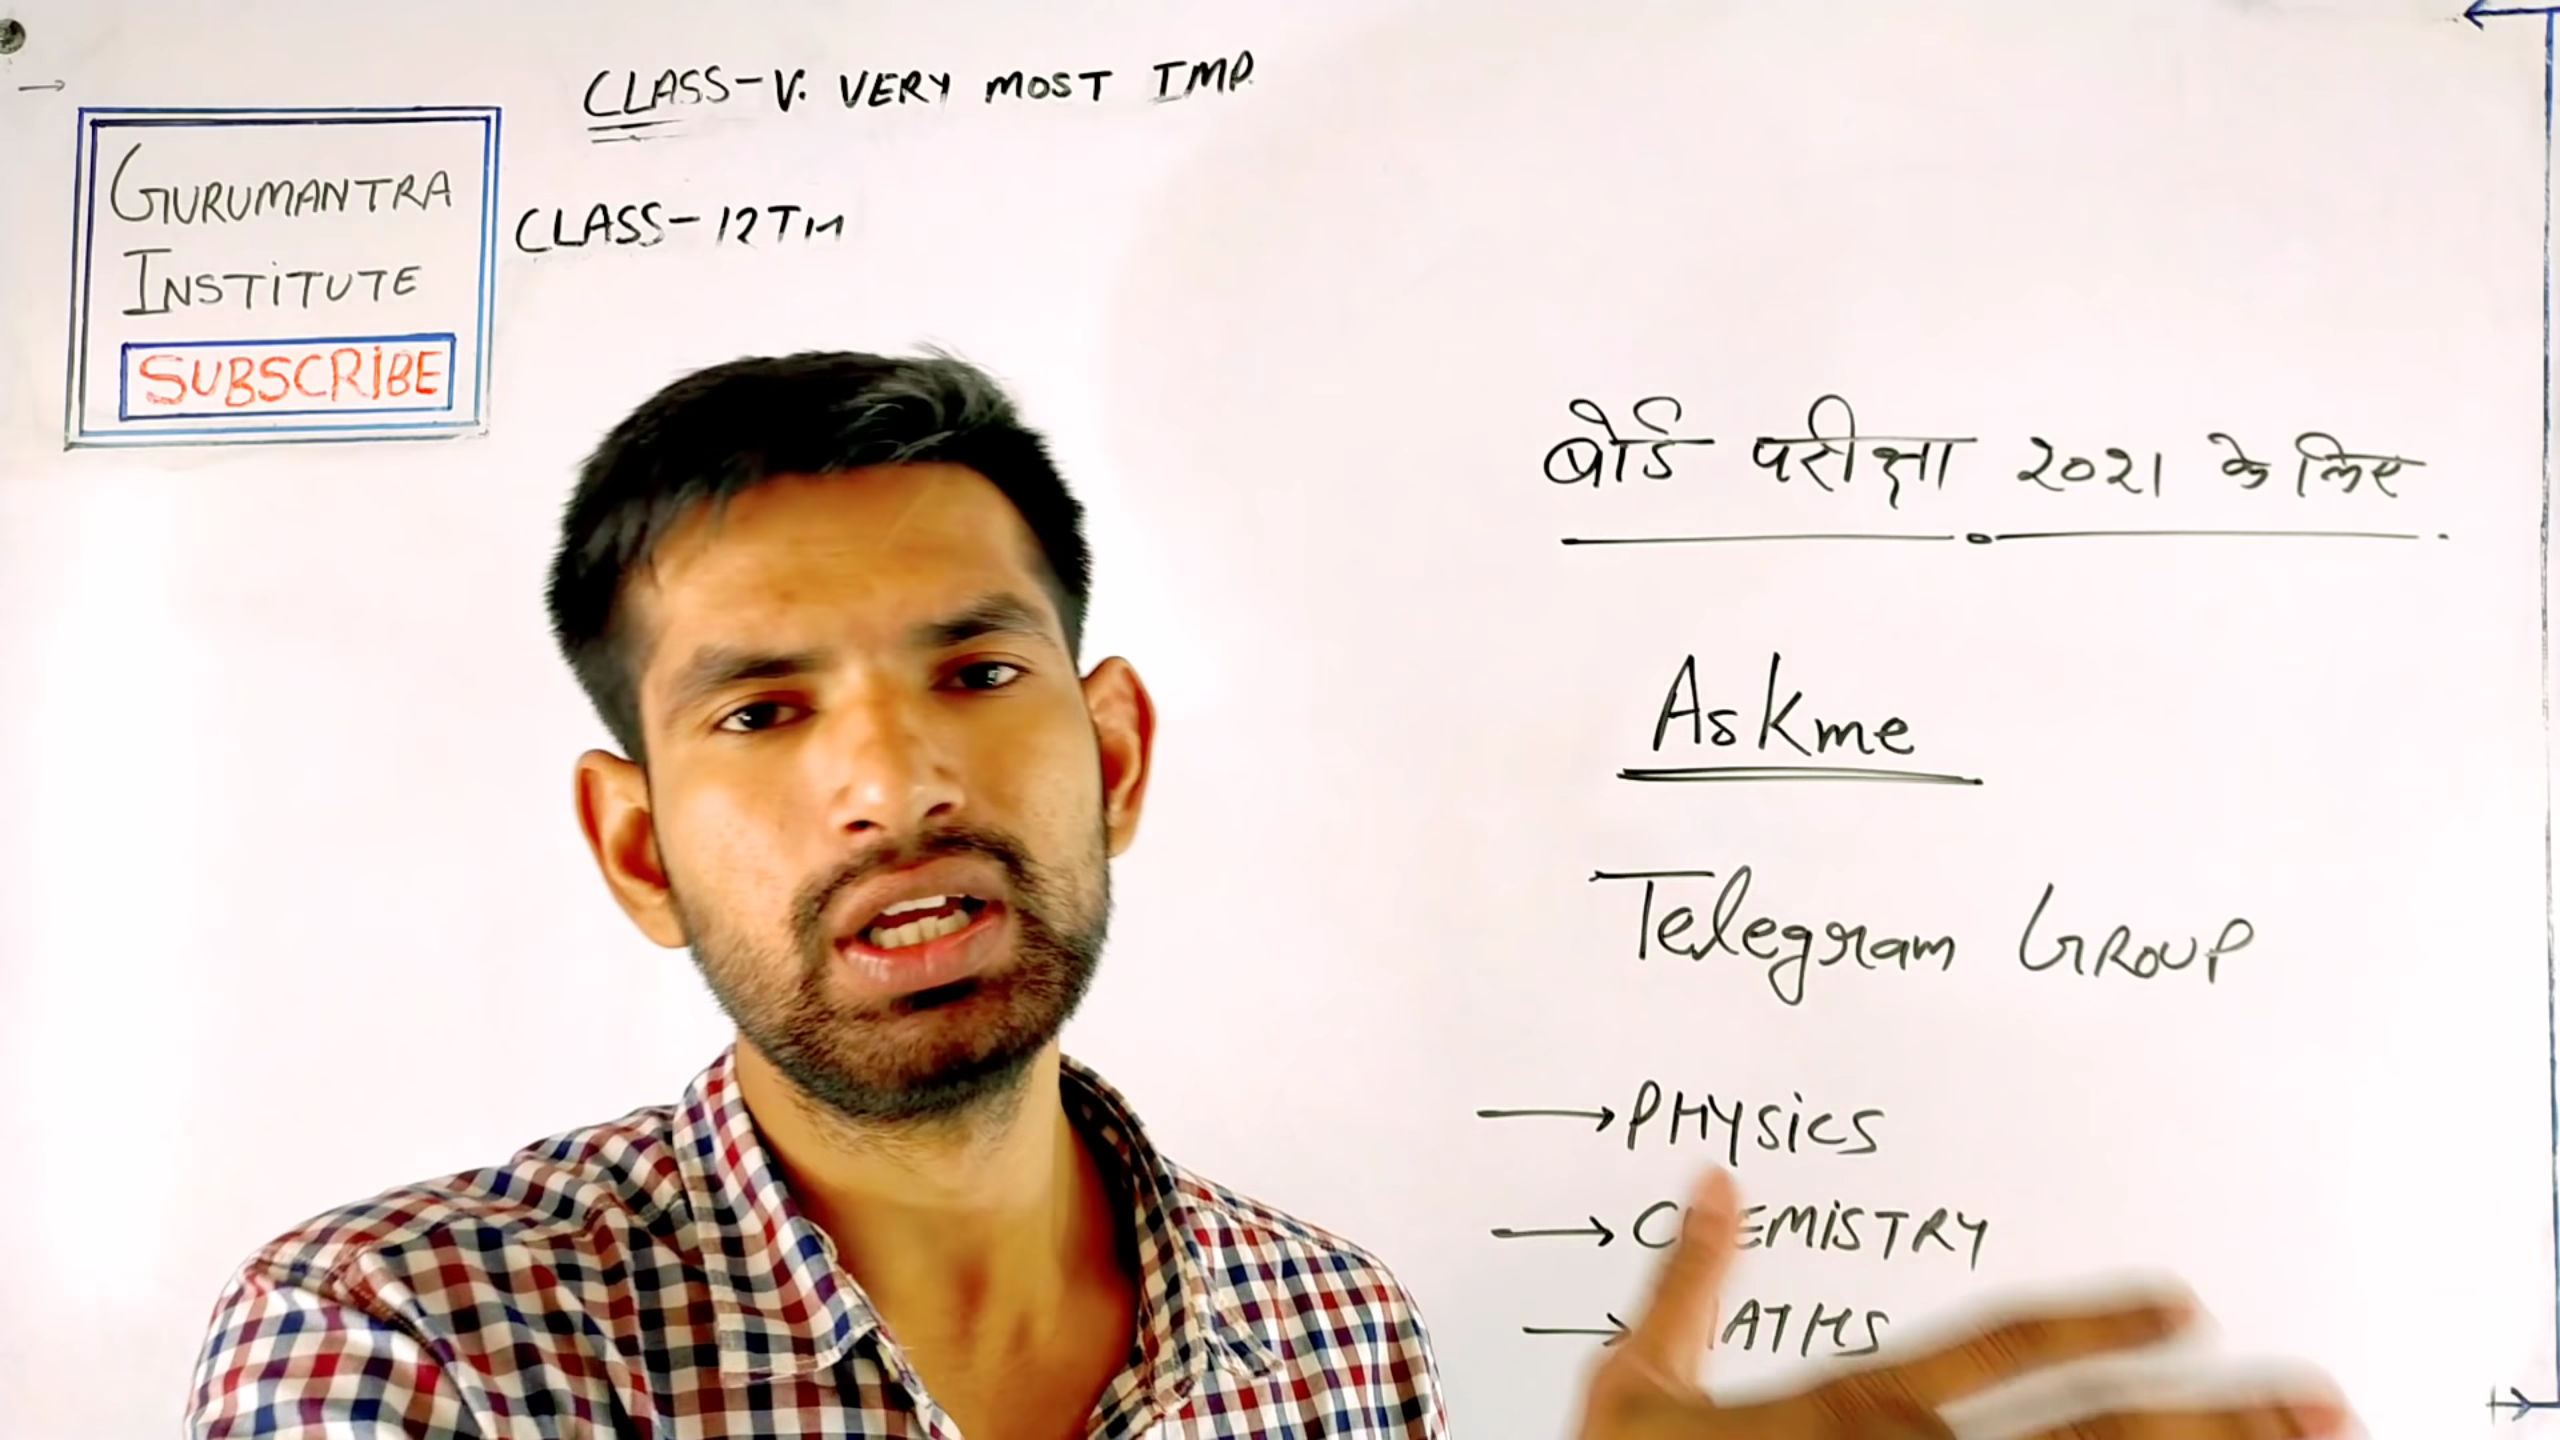 CLASS-V. VERY MOST IMP.
GURUMANTRA
INSTITUTE
SUBSCRIBE
CLASS-12TH
बोर्ड परीक्षा २०२१ के लिए
Askme
Telegram GROUP
→ PHYSICS
→ CHEMISTRY
→ MATHS